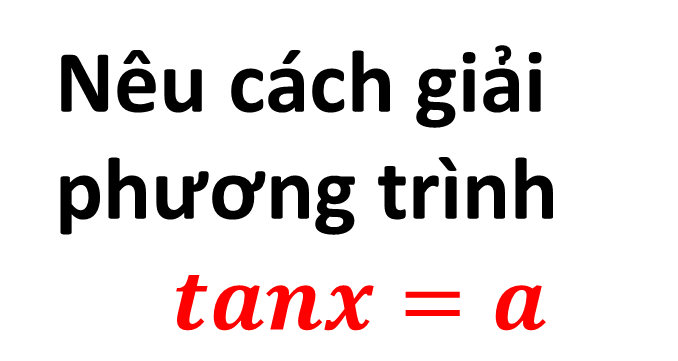 Nêu cách giải
phương trình
tanx = a